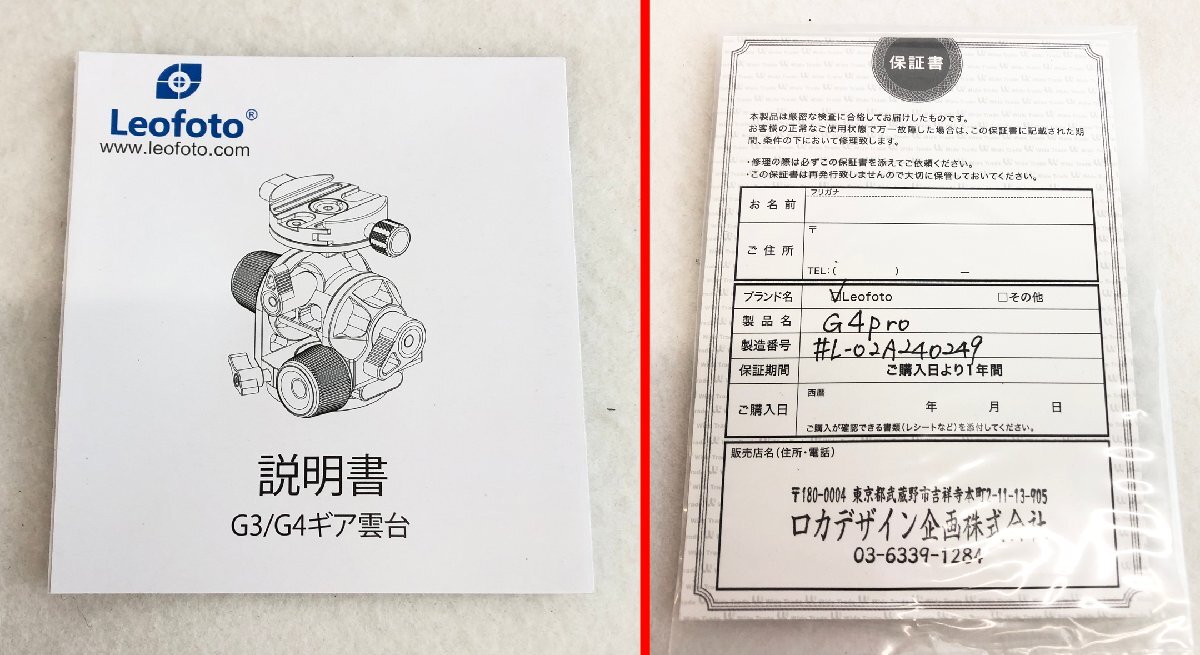 Leofoto®
www.leofoto.com
説明書
G3/G4ギア雲台
保証書
本製品は厳密な検査に合格してお届けしたものです。
お客様の正常なご使用状態で万一故障した場合は、この保証書に記載された期
間、条件の下において修理致します。
・修理の際は必ずこの保証書を添えてご依頼ください。
・この保証書は再発行致しませんので大切に保管しておいてください。
フリガナ
お名前
ご住所
〒
TEL:( ) ―
ブランド名 ☑Leofoto □その他
製品名 G4pro
製造番号 #L-02A240249
保証期間 ご購入日より1年間
ご購入日 西暦 年 月 日
ご購入が確認できる書類(レシートなど)を添付してください。
販売店名(住所・電話)
〒180-0004 東京都武蔵野市吉祥寺本町2-11-13-905
ロカデザイン企画株式会社
03-6339-1284